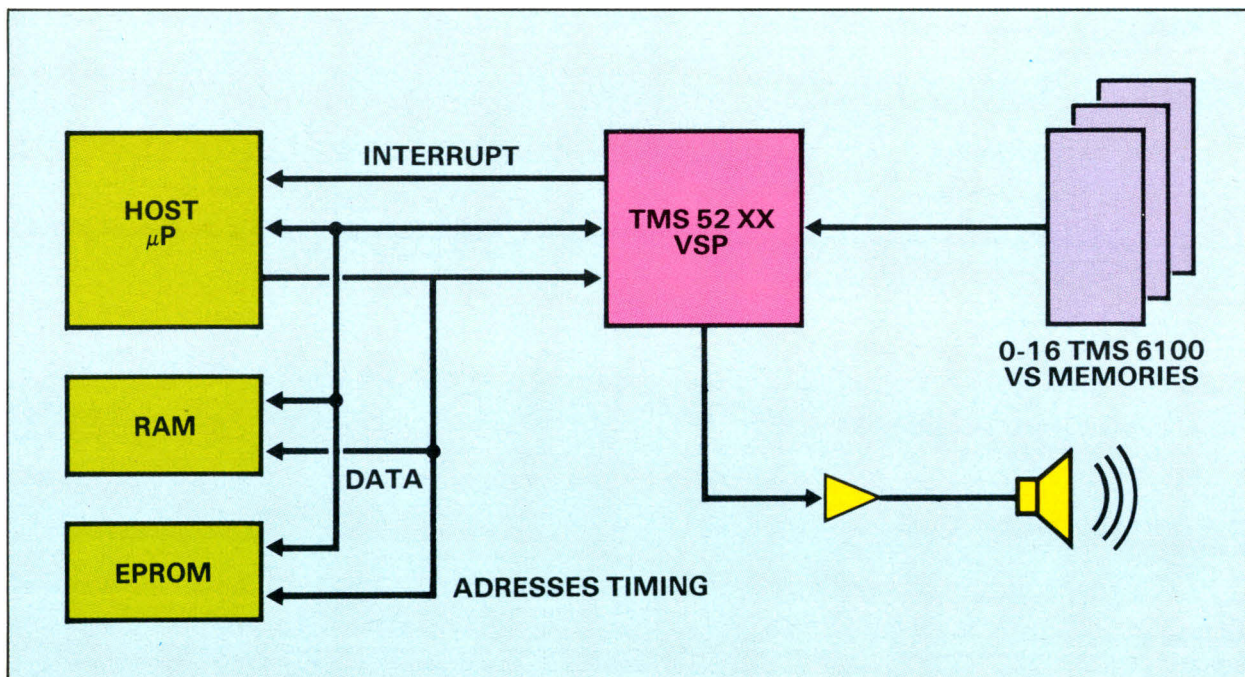 INTERRUPT
HOST
μP
TMS 52 XX
VSP
0-16 TMS 6100
VS MEMORIES
RAM
DATA
EPROM
ADRESSES TIMING